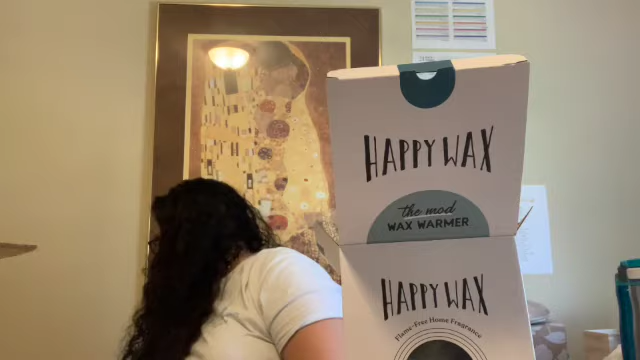 HAPPY WAX
the mod
WAX WARMER
HAPPY WAX
Flame-Free Home Fragrance